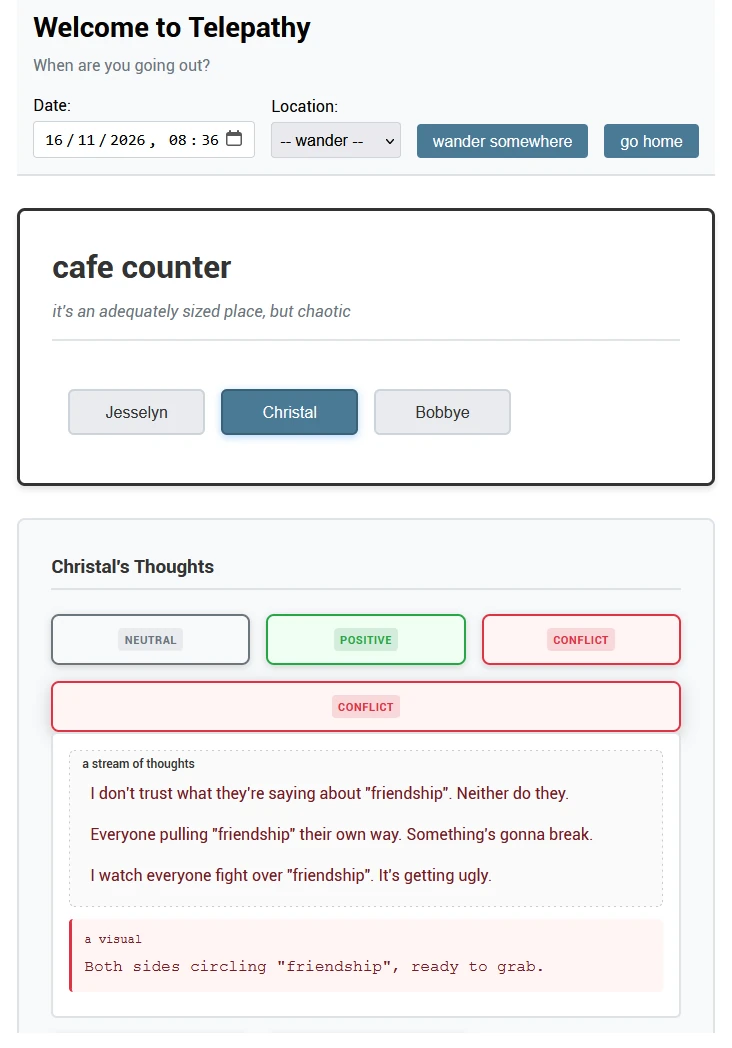 Welcome to Telepathy
When are you going out?
Date:
Location:
16/11/2026, 08:36
-- wander --
wander somewhere
go home
cafe counter
it's an adequately sized place, but chaotic
Jesselyn
Christal
Bobbye
Christal's Thoughts
NEUTRAL
POSITIVE
CONFLICT
CONFLICT
a stream of thoughts
I don't trust what they're saying about "friendship". Neither do they.
Everyone pulling "friendship" their own way. Something's gonna break.
I watch everyone fight over "friendship". It's getting ugly.
a visual
Both sides circling "friendship", ready to grab.